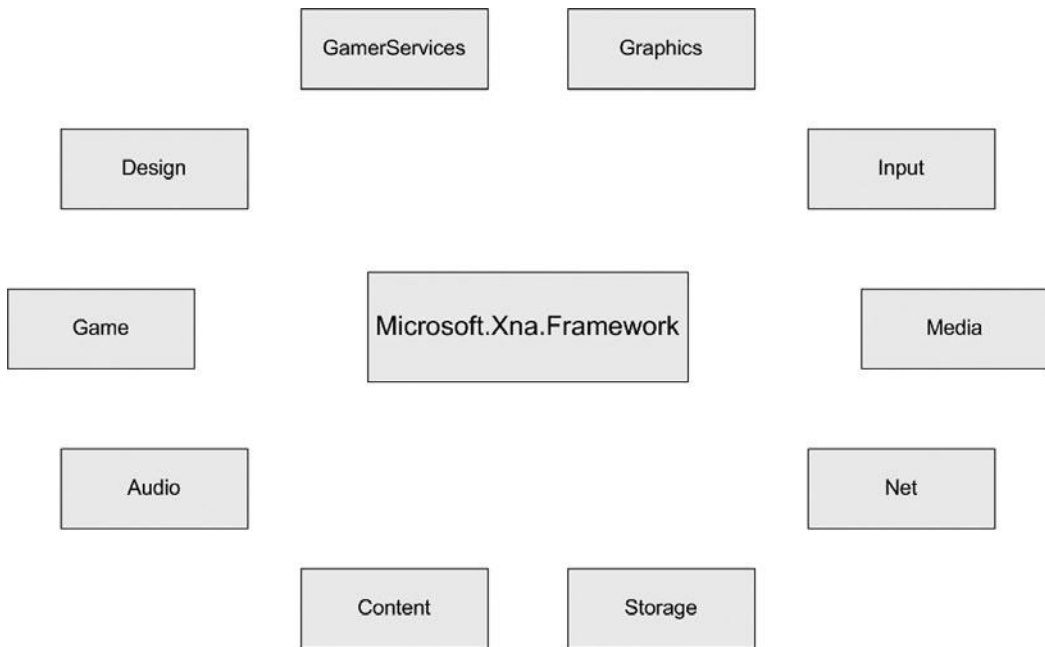 GamerServices
Graphics
Design
Input
Game
Microsoft.Xna.Framework
Media
Audio
Net
Content
Storage